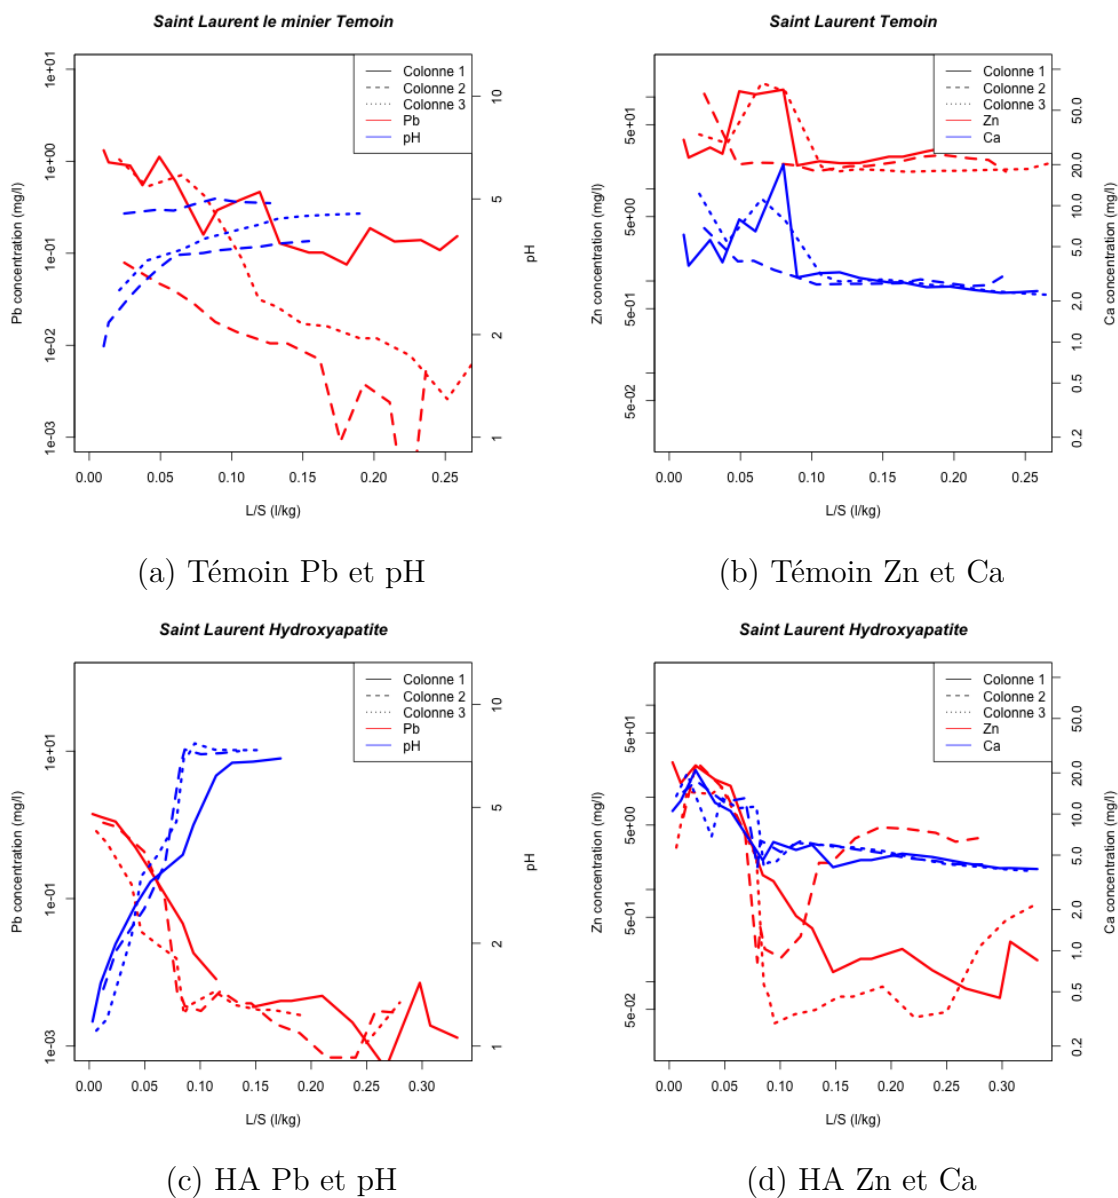 Saint Laurent le minier Temoin
Pb concentration (mg/l)
1e+01
1e+00
1e-01
1e-02
1e-03
Colonne 1
Colonne 2
Colonne 3
Pb
pH
10
5
2
1
pH
0.00 0.05 0.10 0.15 0.20 0.25
L/S (l/kg)
(a) Témoin Pb et pH
Saint Laurent Temoin
Zn concentration (mg/l)
5e+01
5e+00
5e-01
5e-02
Colonne 1
Colonne 2
Colonne 3
Zn
Ca
50.0
20.0
10.0
5.0
2.0
1.0
0.5
0.2
Ca concentration (mg/l)
0.00 0.05 0.10 0.15 0.20 0.25
L/S (l/kg)
(b) Témoin Zn et Ca
Saint Laurent Hydroxyapatite
Pb concentration (mg/l)
1e+01
1e-01
1e-03
Colonne 1
Colonne 2
Colonne 3
Pb
pH
10
5
2
1
pH
0.00 0.05 0.10 0.15 0.20 0.25 0.30
L/S (l/kg)
(c) HA Pb et pH
Saint Laurent Hydroxyapatite
Zn concentration (mg/l)
5e+01
5e+00
5e-01
5e-02
Colonne 1
Colonne 2
Colonne 3
Zn
Ca
50.0
20.0
10.0
5.0
2.0
1.0
0.5
0.2
Ca concentration (mg/l)
0.00 0.05 0.10 0.15 0.20 0.25 0.30
L/S (l/kg)
(d) HA Zn et Ca